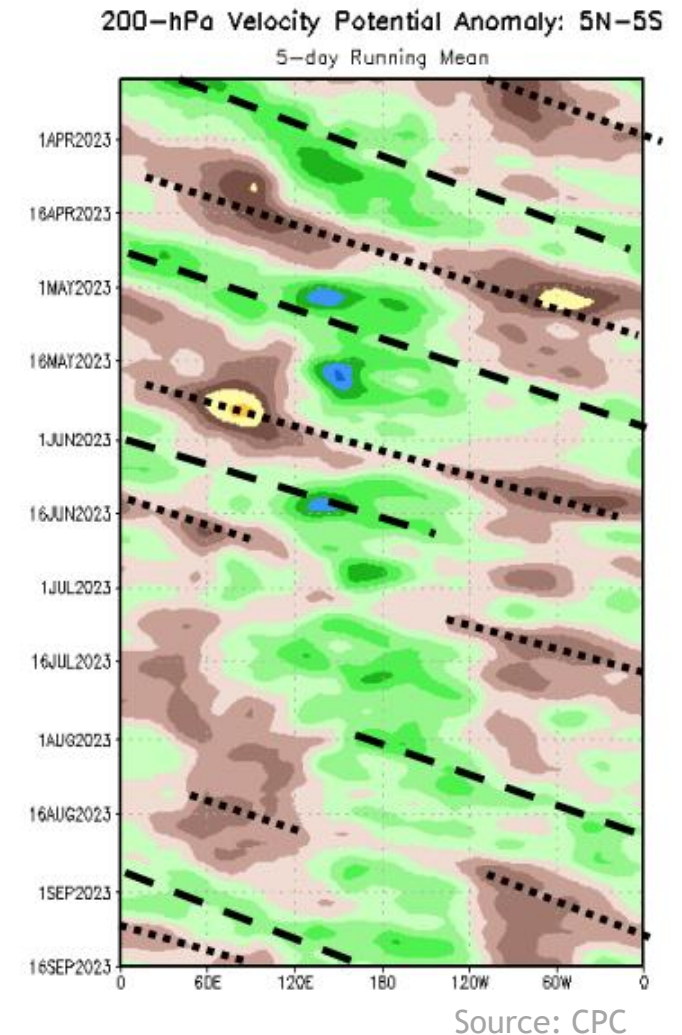 200-hPa Velocity Potential Anomaly: 5N-5S
5-day Running Mean
1APR2023
16APR2023
1MAY2023
16MAY2023
1JUN2023
16JUN2023
1JUL2023
16JUL2023
1AUG2023
16AUG2023
1SEP2023
16SEP2023
0 60E 120E 180 120W 60W 0
Source: CPC